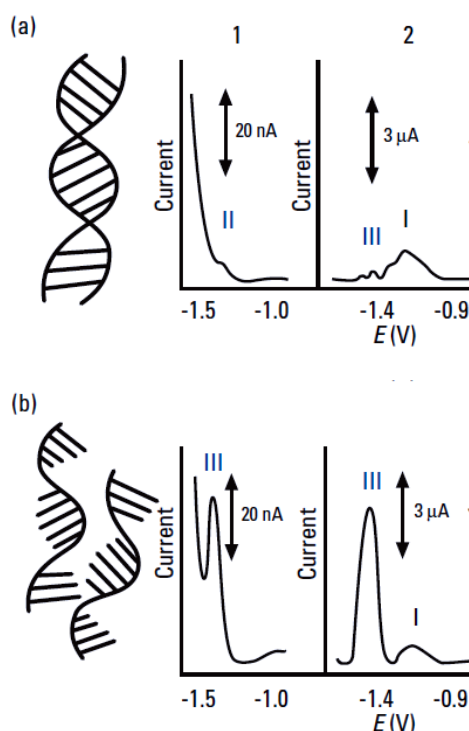 (a)
1
2
Current
20 nA
II
Current
3 μA
III
I
-1.5
-1.0
-1.4
-0.9
E (V)
(b)
Current
III
20 nA
Current
III
3 μA
I
-1.5
-1.0
-1.4
-0.9
E (V)